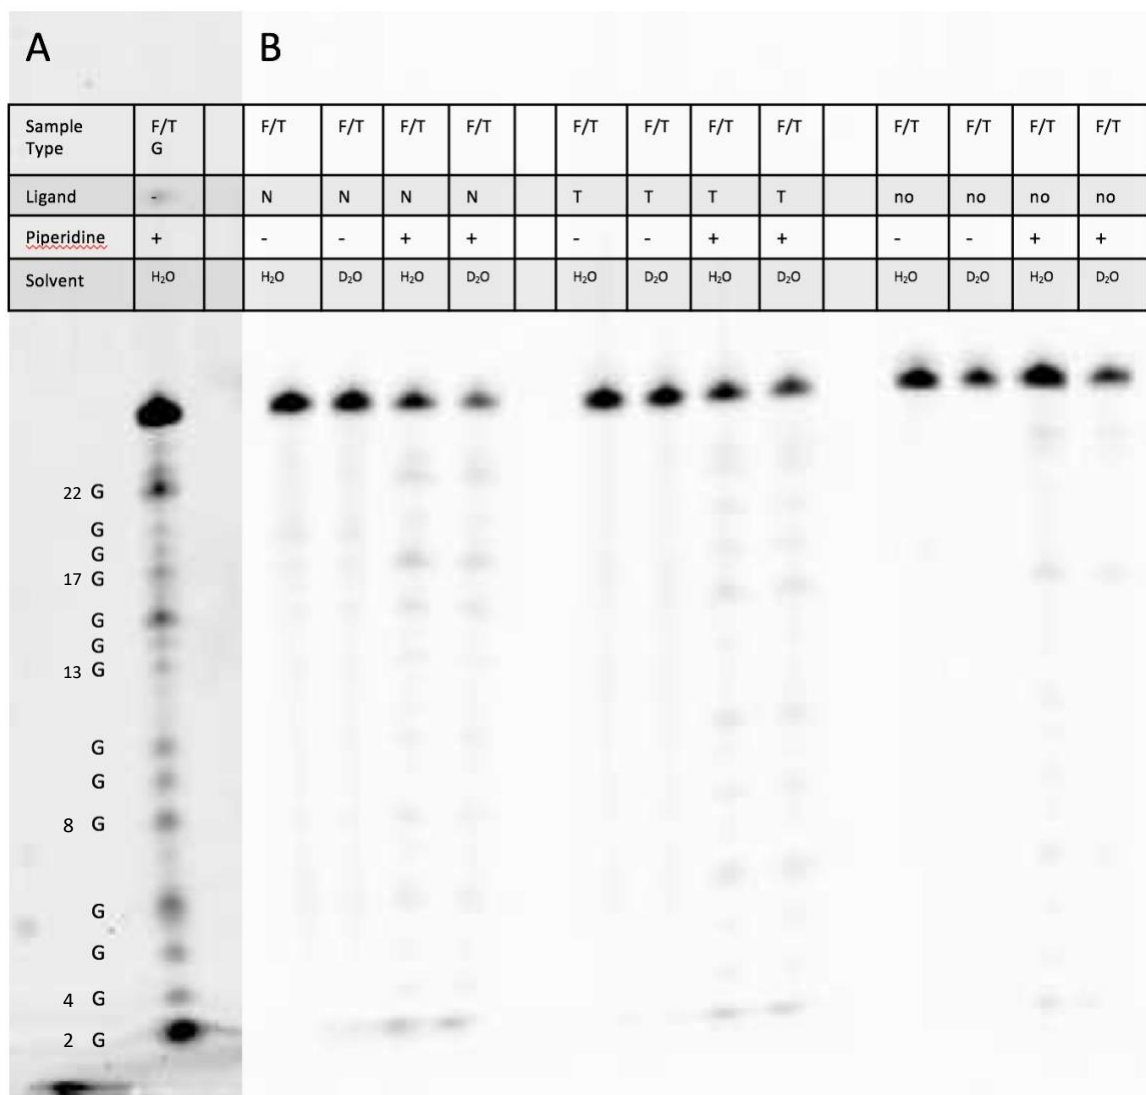 A B
Sample Type F/T G F/T F/T F/T F/T F/T F/T F/T F/T F/T F/T F/T F/T
Ligand - N N N N T T T T no no no no
Piperidine + - - + + - - + + - - + +
Solvent H₂O H₂O D₂O H₂O D₂O H₂O D₂O H₂O D₂O H₂O D₂O H₂O D₂O
22 G
G
G
17 G
G
G
13 G
G
G
8 G
G
G
4 G
2 G